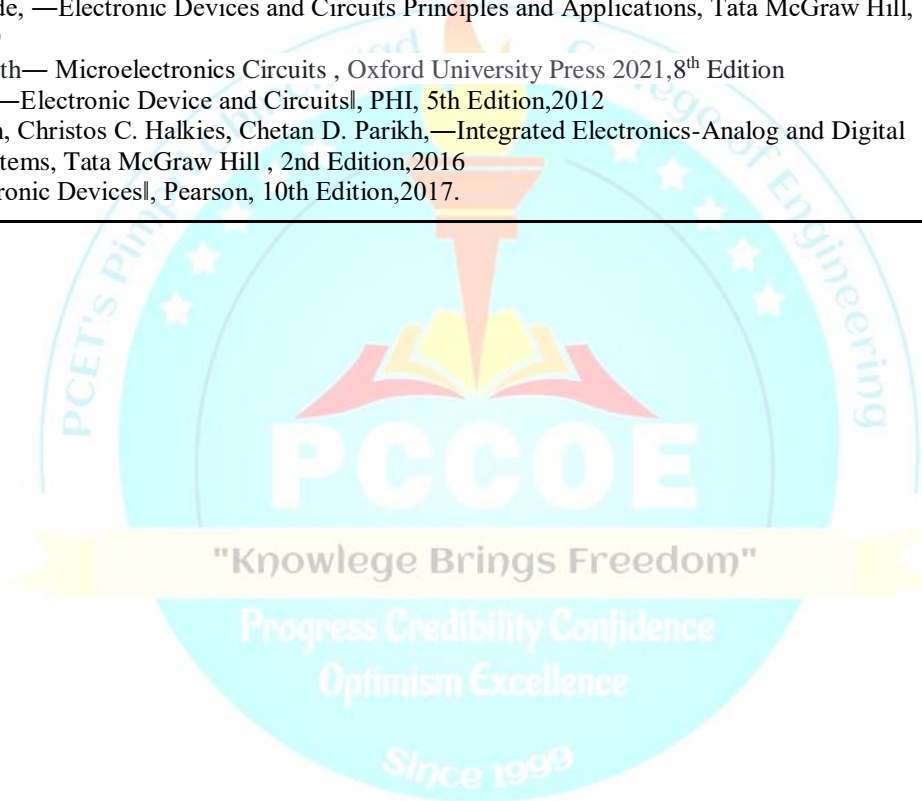 de, —Electronic Devices and Circuits Principles and Applications, Tata McGraw Hill,
th— Microelectronics Circuits , Oxford University Press 2021,8th Edition
—Electronic Device and Circuits‖, PHI, 5th Edition,2012
n, Christos C. Halkies, Chetan D. Parikh,—Integrated Electronics-Analog and Digital
tems, Tata McGraw Hill , 2nd Edition,2016
ronic Devices‖, Pearson, 10th Edition,2017.
PCET's Pimp
of Engineering
PCCOE
"Knowlege Brings Freedom"
Progress Credibility Confidence
Optimism Excellence
Since 1999